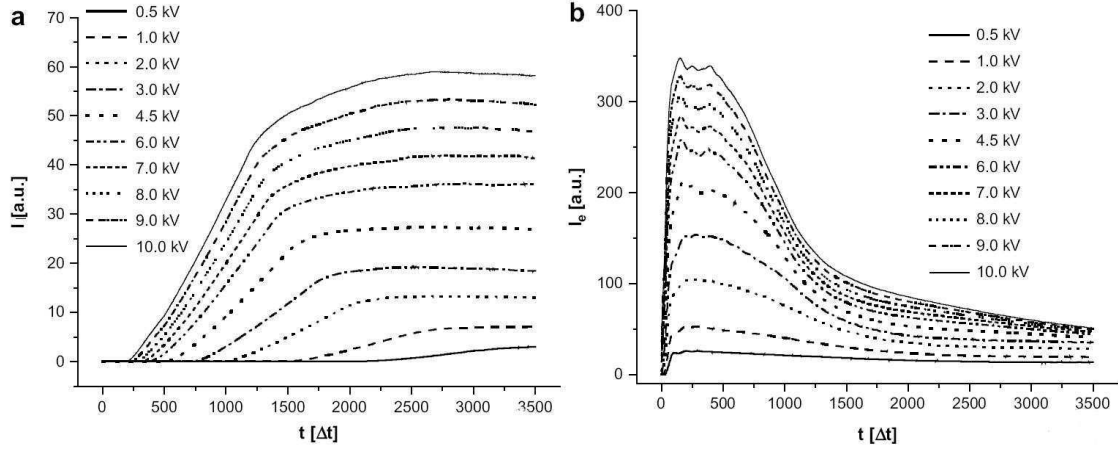 a
70
60
50
40
30
20
10
0
I_i[a.u.]
0.5 kV
1.0 kV
2.0 kV
3.0 kV
4.5 kV
6.0 kV
7.0 kV
8.0 kV
9.0 kV
10.0 kV
0 500 1000 1500 2000 2500 3000 3500
t [Δt]
b
400
300
200
100
0
I_e [a.u.]
0.5 kV
1.0 kV
2.0 kV
3.0 kV
4.5 kV
6.0 kV
7.0 kV
8.0 kV
9.0 kV
10.0 kV
0 500 1000 1500 2000 2500 3000 3500
t [Δt]